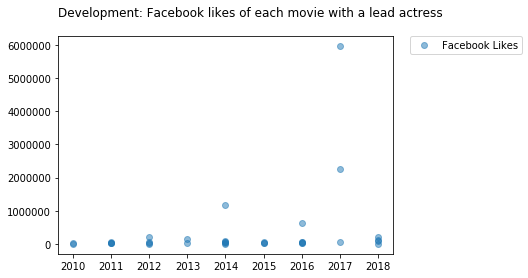 Development: Facebook likes of each movie with a lead actress
Facebook Likes
6000000
5000000
4000000
3000000
2000000
1000000
0
2010 2011 2012 2013 2014 2015 2016 2017 2018